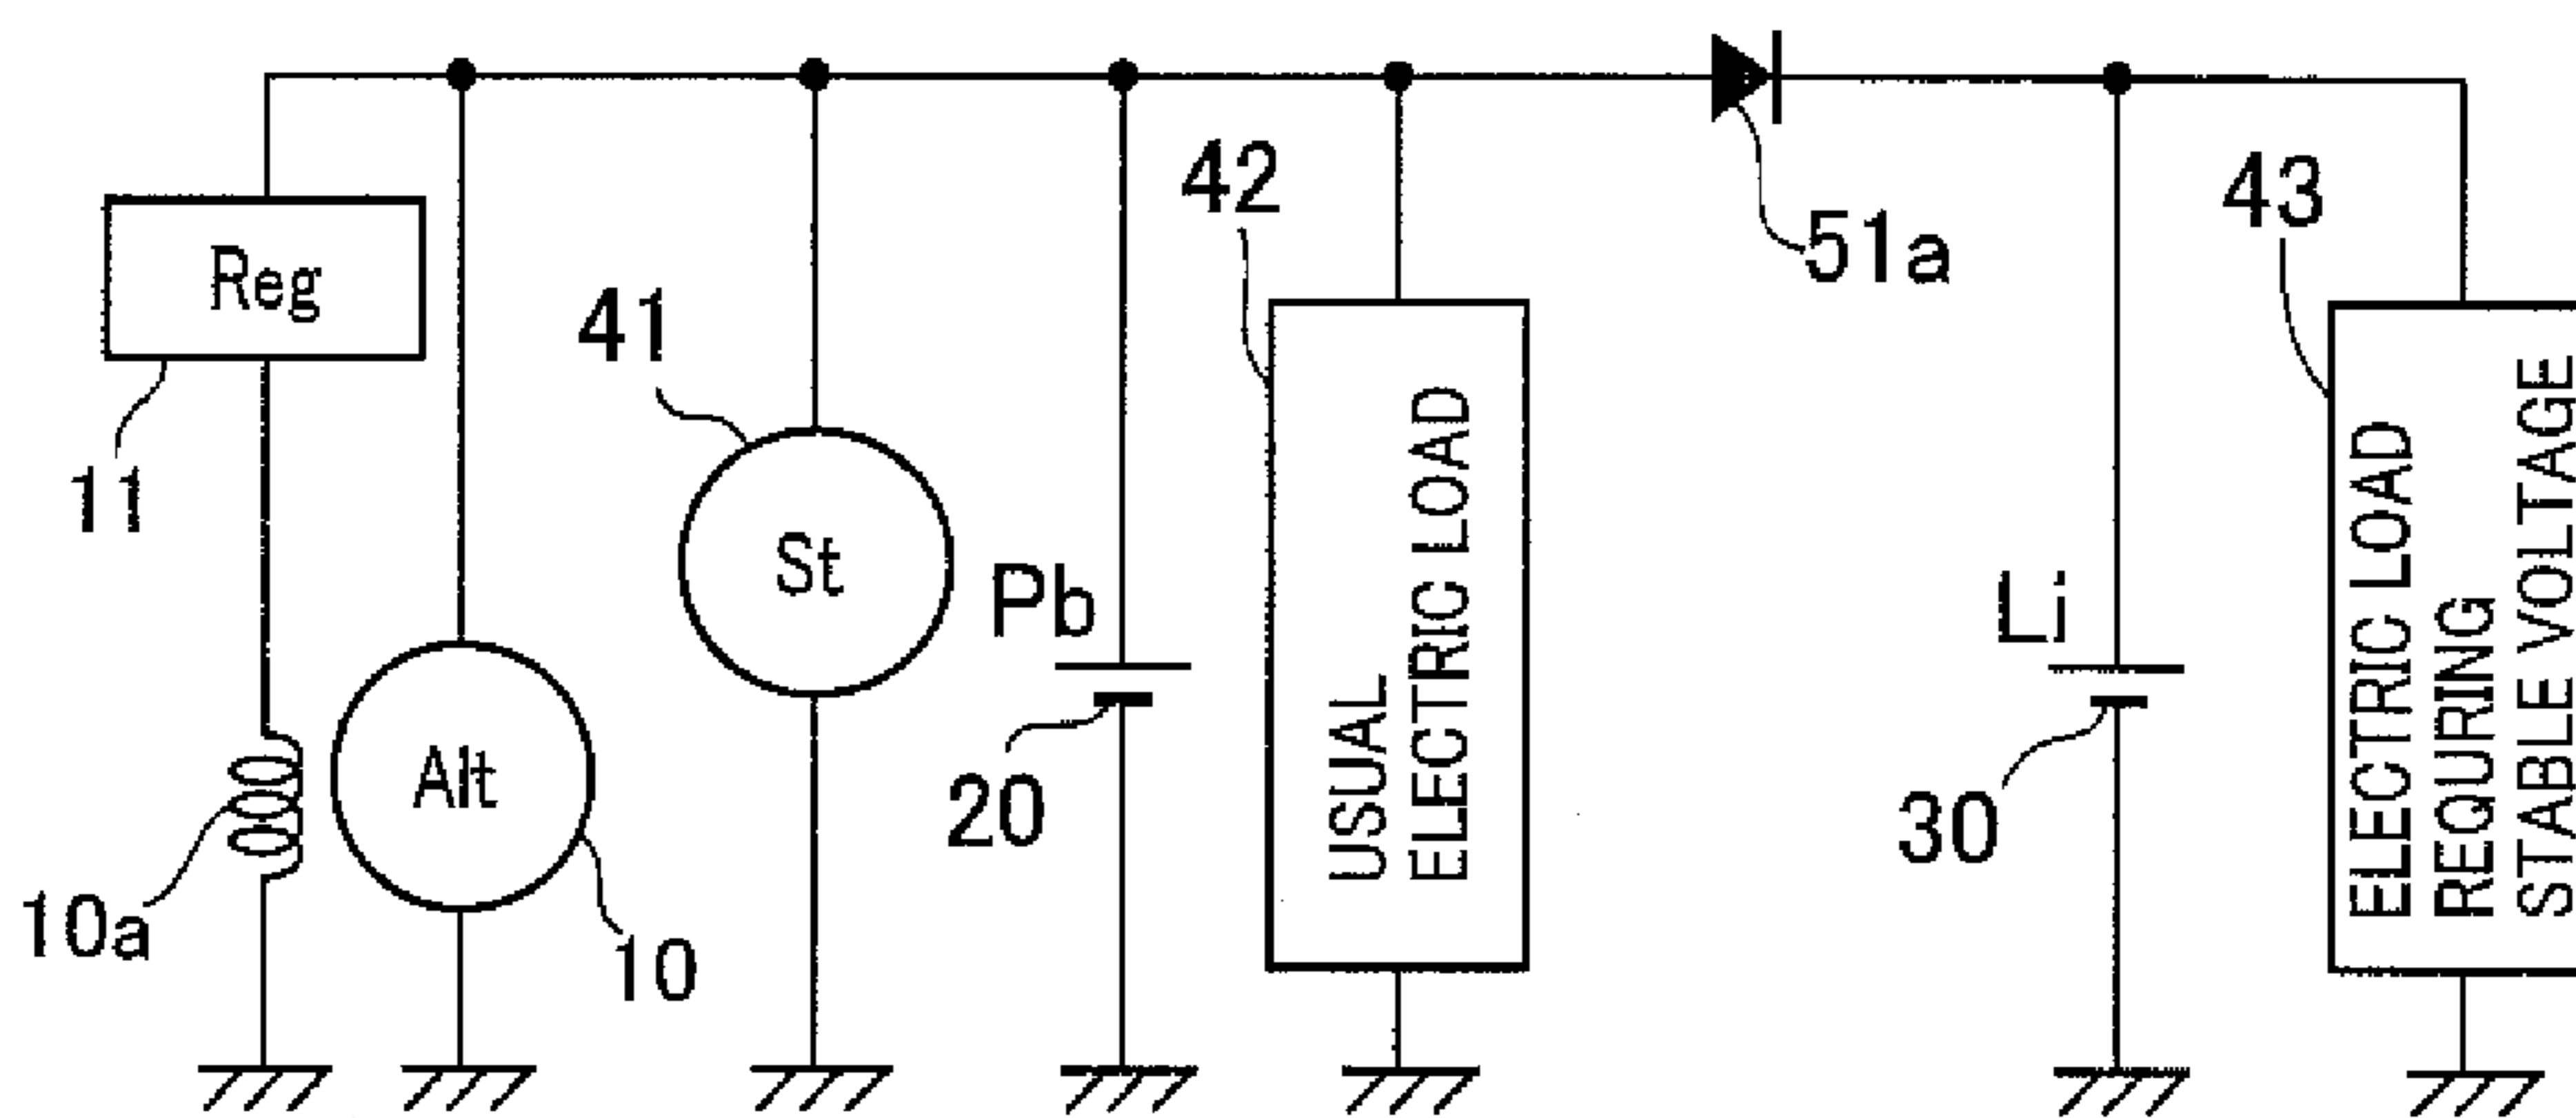 42
43
51a
Reg
41
11
St
Pb
Li
Alt
20
30
10a
10
USUAL
ELECTRIC LOAD
ELECTRIC LOAD
REQURING
STABLE VOLTAGE